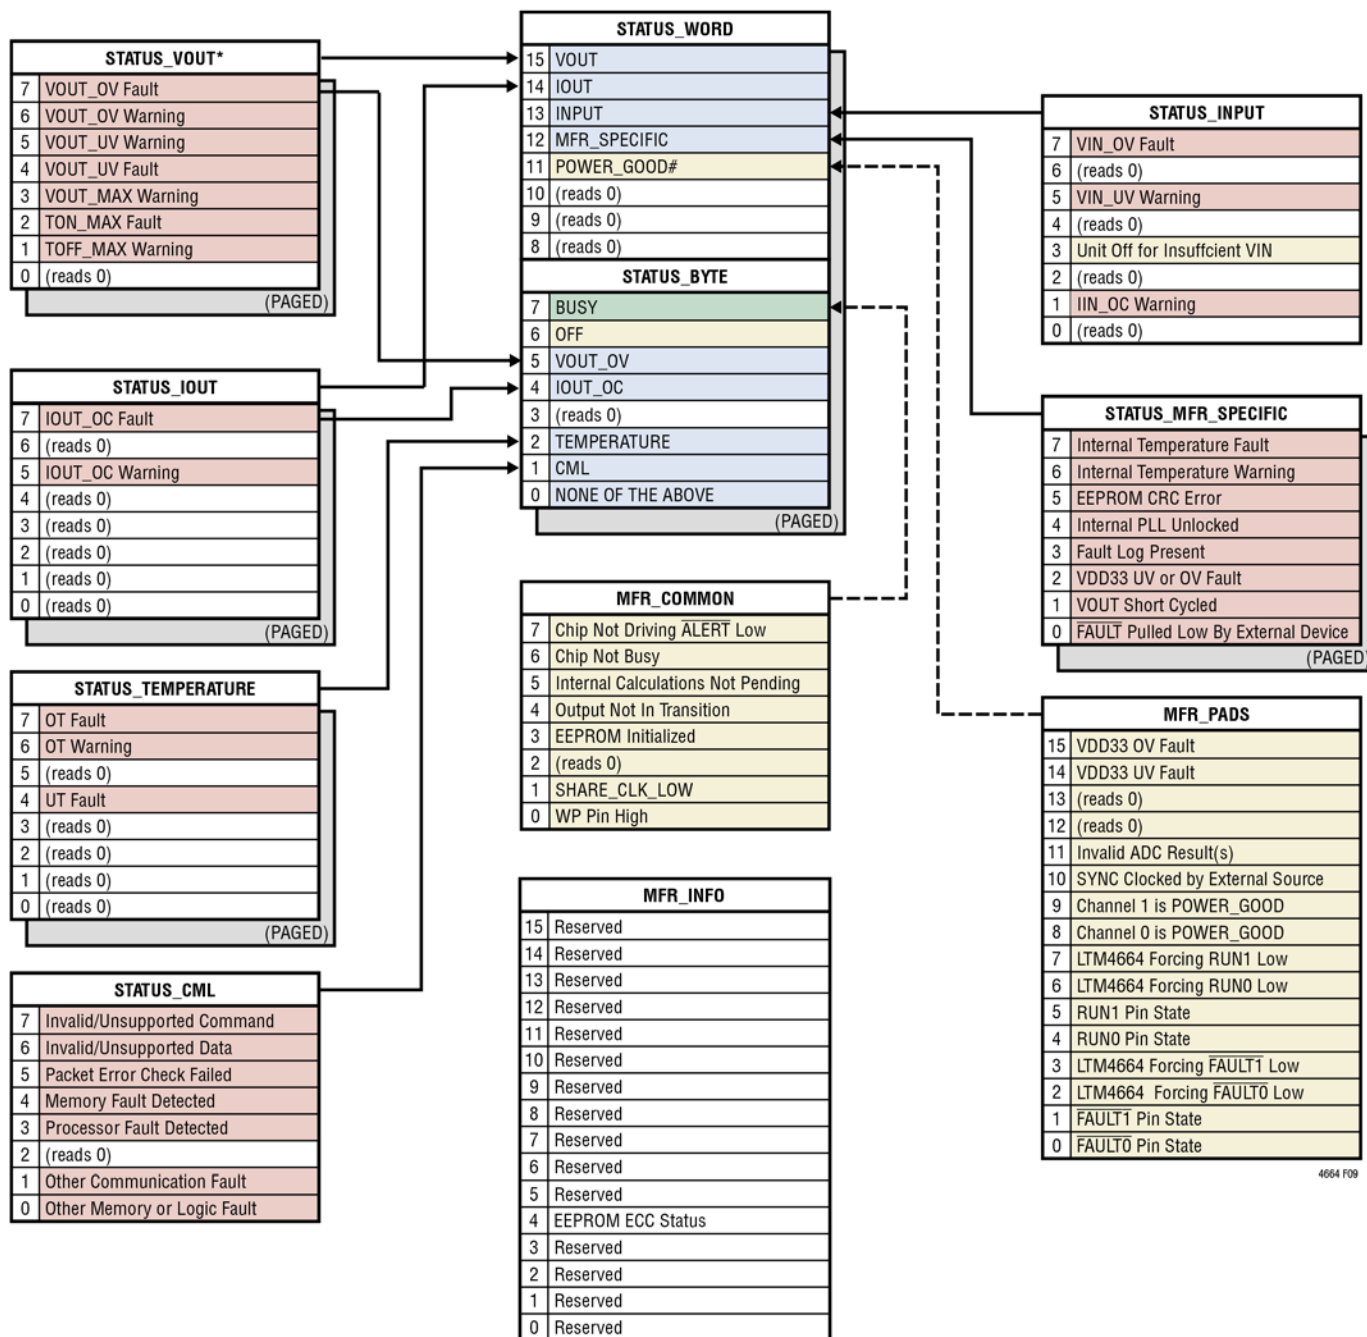 STATUS_VOUT*
7 VOUT_OV Fault
6 VOUT_OV Warning
5 VOUT_UV Warning
4 VOUT_UV Fault
3 VOUT_MAX Warning
2 TON_MAX Fault
1 TOFF_MAX Warning
0 (reads 0)
(PAGED)
STATUS_IOUT
7 IOUT_OC Fault
6 (reads 0)
5 IOUT_OC Warning
4 (reads 0)
3 (reads 0)
2 (reads 0)
1 (reads 0)
0 (reads 0)
(PAGED)
STATUS_TEMPERATURE
7 OT Fault
6 OT Warning
5 (reads 0)
4 UT Fault
3 (reads 0)
2 (reads 0)
1 (reads 0)
0 (reads 0)
(PAGED)
STATUS_CML
7 Invalid/Unsupported Command
6 Invalid/Unsupported Data
5 Packet Error Check Failed
4 Memory Fault Detected
3 Processor Fault Detected
2 (reads 0)
1 Other Communication Fault
0 Other Memory or Logic Fault
STATUS_WORD
15 VOUT
14 IOUT
13 INPUT
12 MFR_SPECIFIC
11 POWER_GOOD#
10 (reads 0)
9 (reads 0)
8 (reads 0)
STATUS_BYTE
7 BUSY
6 OFF
5 VOUT_OV
4 IOUT_OC
3 (reads 0)
2 TEMPERATURE
1 CML
0 NONE OF THE ABOVE
(PAGED)
MFR_COMMON
7 Chip Not Driving ALERT Low
6 Chip Not Busy
5 Internal Calculations Not Pending
4 Output Not In Transition
3 EEPROM Initialized
2 (reads 0)
1 SHARE_CLK_LOW
0 WP Pin High
MFR_INFO
15 Reserved
14 Reserved
13 Reserved
12 Reserved
11 Reserved
10 Reserved
9 Reserved
8 Reserved
7 Reserved
6 Reserved
5 Reserved
4 EEPROM ECC Status
3 Reserved
2 Reserved
1 Reserved
0 Reserved
STATUS_INPUT
7 VIN_OV Fault
6 (reads 0)
5 VIN_UV Warning
4 (reads 0)
3 Unit Off for Insuffcient VIN
2 (reads 0)
1 IIN_OC Warning
0 (reads 0)
STATUS_MFR_SPECIFIC
7 Internal Temperature Fault
6 Internal Temperature Warning
5 EEPROM CRC Error
4 Internal PLL Unlocked
3 Fault Log Present
2 VDD33 UV or OV Fault
1 VOUT Short Cycled
0 FAULT Pulled Low By External Device
(PAGED)
MFR_PADS
15 VDD33 OV Fault
14 VDD33 UV Fault
13 (reads 0)
12 (reads 0)
11 Invalid ADC Result(s)
10 SYNC Clocked by External Source
9 Channel 1 is POWER_GOOD
8 Channel 0 is POWER_GOOD
7 LTM4664 Forcing RUN1 Low
6 LTM4664 Forcing RUN0 Low
5 RUN1 Pin State
4 RUN0 Pin State
3 LTM4664 Forcing FAULT1 Low
2 LTM4664 Forcing FAULT0 Low
1 FAULT1 Pin State
0 FAULT0 Pin State
4664 F09